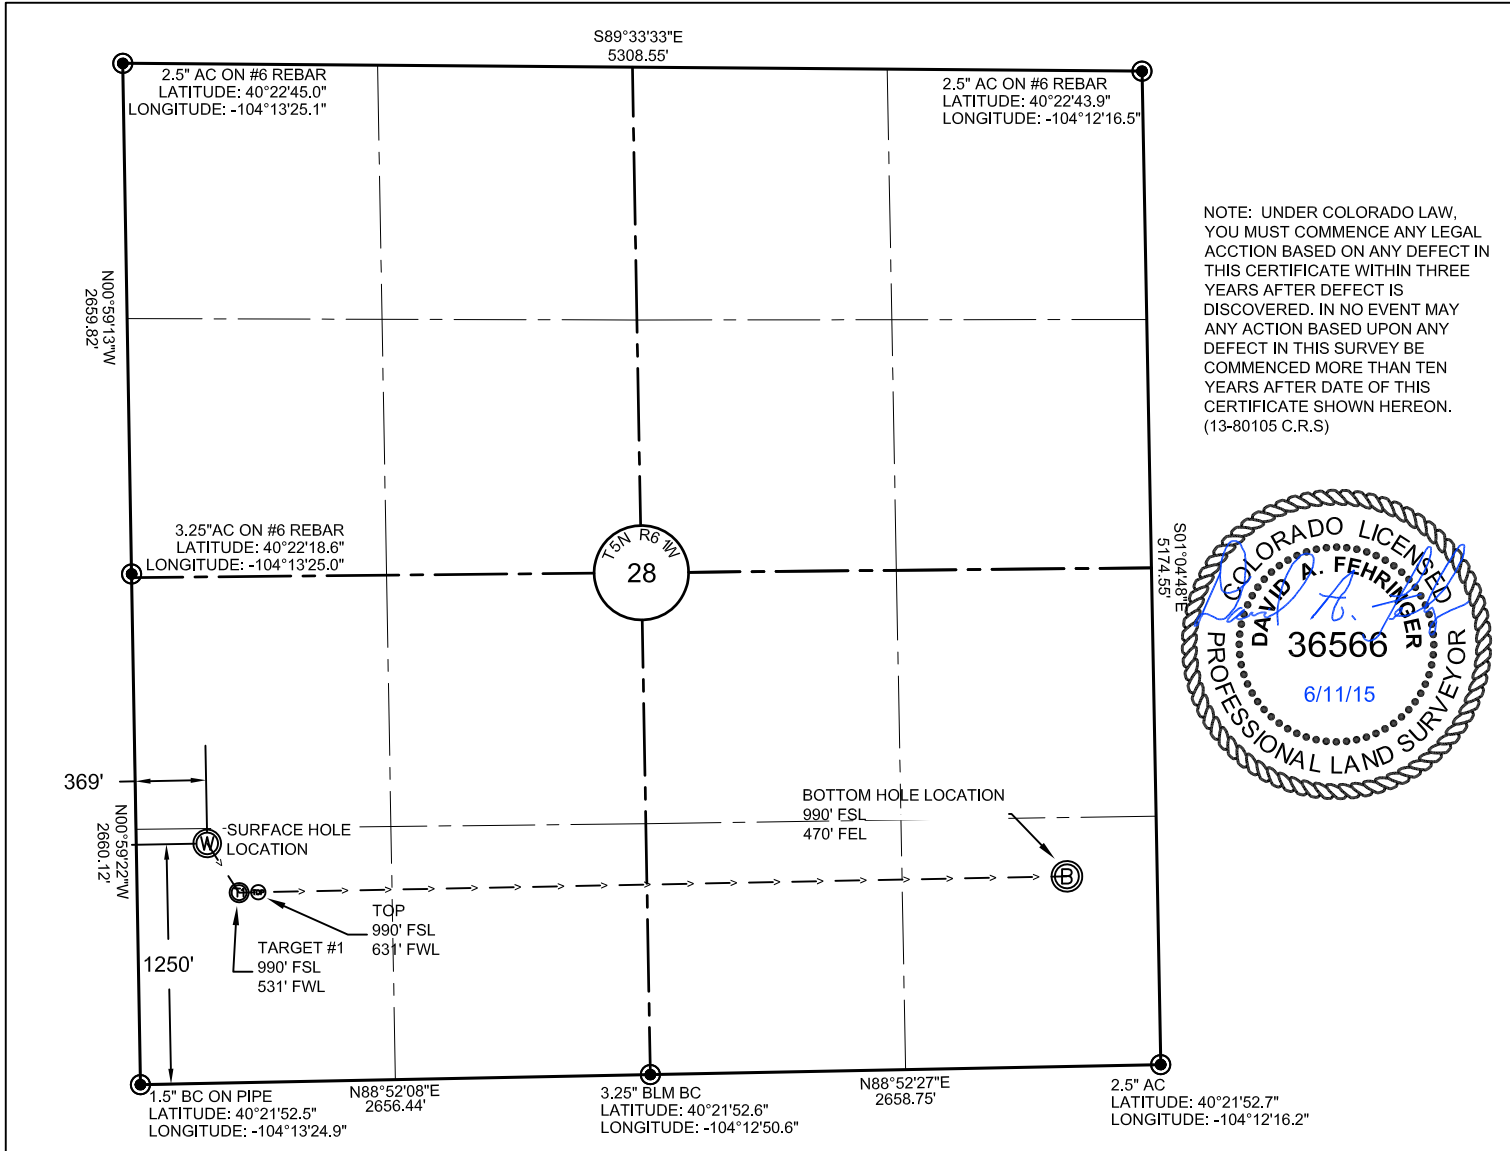 S89°33'33"E
5308.55'
2.5" AC ON #6 REBAR
LATITUDE: 40°22'45.0"
LONGITUDE: -104°13'25.1"
2.5" AC ON #6 REBAR
LATITUDE: 40°22'43.9"
LONGITUDE: -104°12'16.5"
NOTE: UNDER COLORADO LAW,
YOU MUST COMMENCE ANY LEGAL
ACCTION BASED ON ANY DEFECT IN
THIS CERTIFICATE WITHIN THREE
YEARS AFTER DEFECT IS
DISCOVERED. IN NO EVENT MAY
ANY ACTION BASED UPON ANY
DEFECT IN THIS SURVEY BE
COMMENCED MORE THAN TEN
YEARS AFTER DATE OF THIS
CERTIFICATE SHOWN HEREON.
(13-80105 C.R.S)
N00°59'13"W
2659.82'
3.25"AC ON #6 REBAR
LATITUDE: 40°22'18.6"
LONGITUDE: -104°13'25.0"
T5N R61W
28
S01°04'48"E
5174.55'
COLORADO LICENSED
DAVID A. FEHRINGER
36566
6/11/15
PROFESSIONAL LAND SURVEYOR
369'
N00°59'22"W
2660.12'
W
SURFACE HOLE
LOCATION
BOTTOM HOLE LOCATION
990' FSL
470' FEL
B
T1
TOP
TOP
990' FSL
631' FWL
TARGET #1
990' FSL
531' FWL
1250'
1.5" BC ON PIPE
LATITUDE: 40°21'52.5"
LONGITUDE: -104°13'24.9"
N88°52'08"E
2656.44'
3.25" BLM BC
LATITUDE: 40°21'52.6"
LONGITUDE: -104°12'50.6"
N88°52'27"E
2658.75'
2.5" AC
LATITUDE: 40°21'52.7"
LONGITUDE: -104°12'16.2"